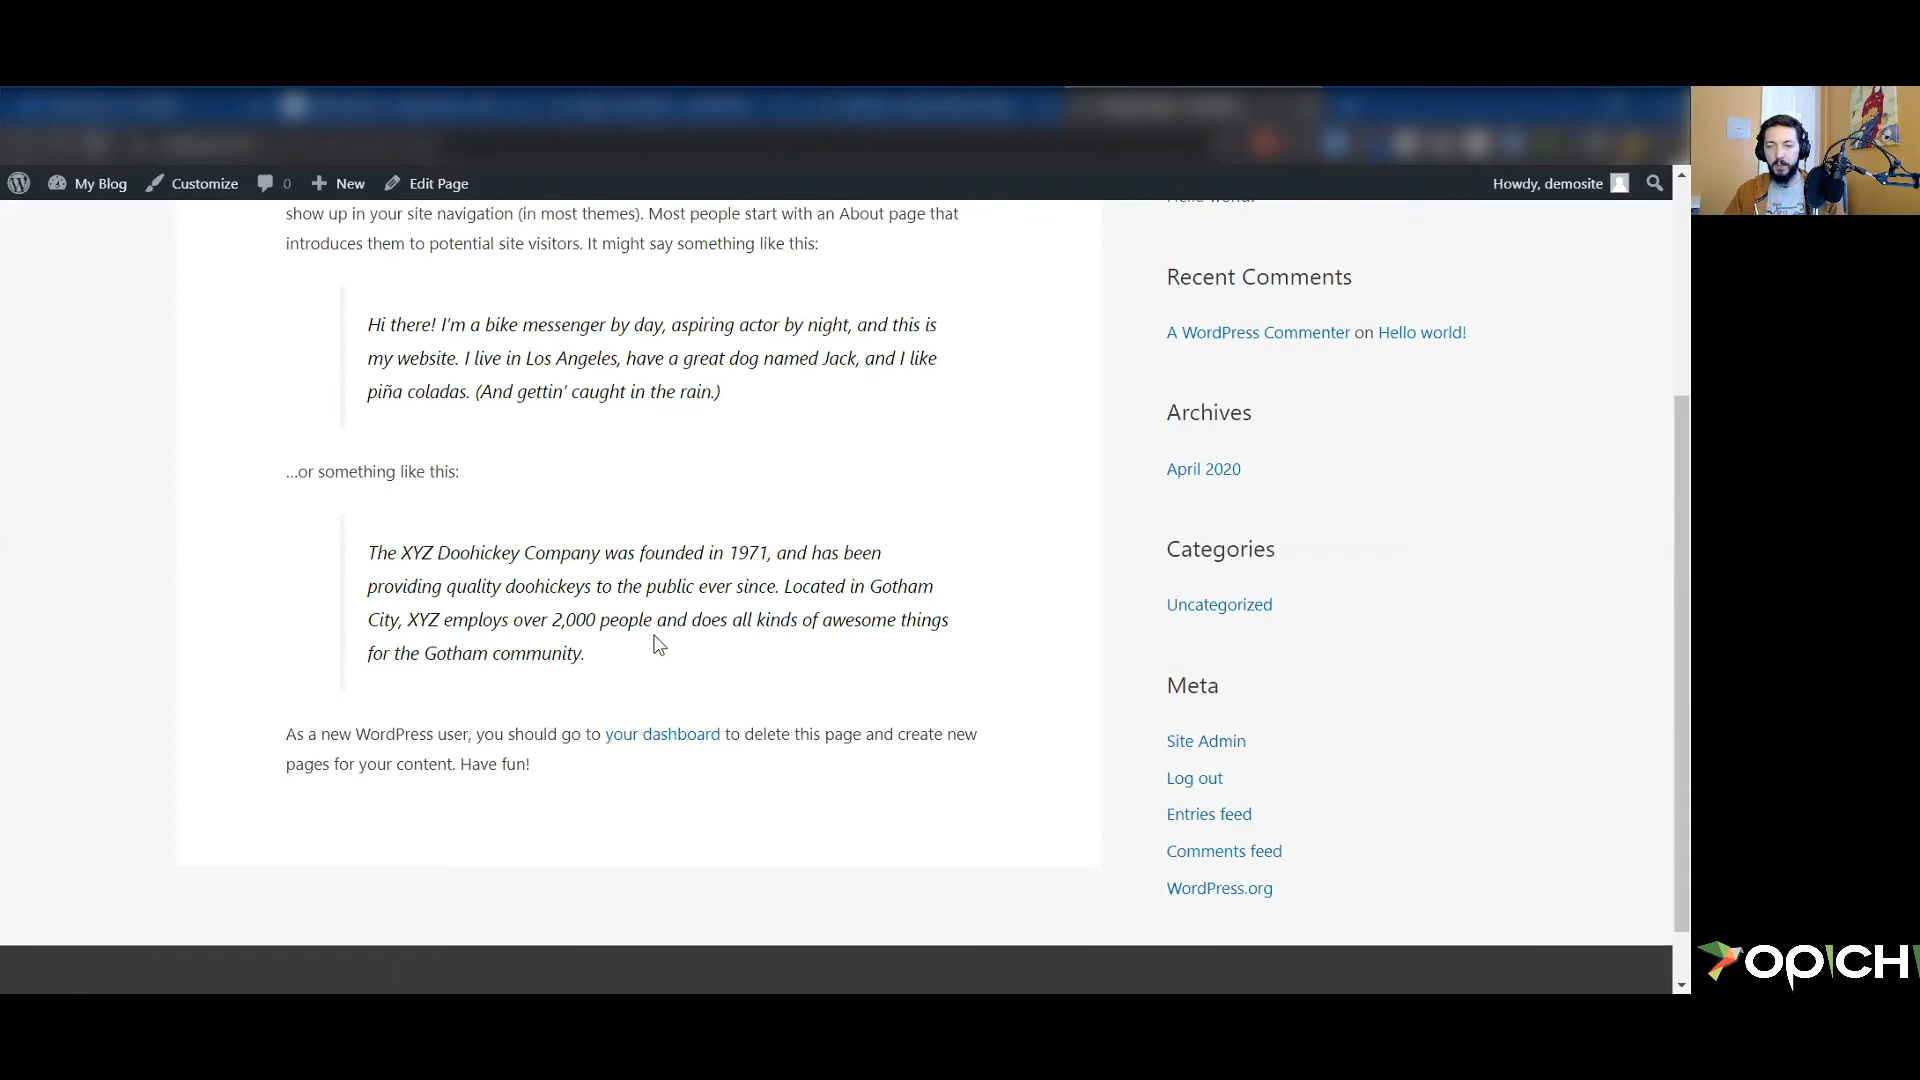 My Blog
Customize
0
New
Edit Page
Howdy, demosite
show up in your site navigation (in most themes). Most people start with an About page that
introduces them to potential site visitors. It might say something like this:
Hi there! I'm a bike messenger by day, aspiring actor by night, and this is
my website. I live in Los Angeles, have a great dog named Jack, and I like
piña coladas. (And gettin' caught in the rain.)
…or something like this:
The XYZ Doohickey Company was founded in 1971, and has been
providing quality doohickeys to the public ever since. Located in Gotham
City, XYZ employs over 2,000 people and does all kinds of awesome things
for the Gotham community.
As a new WordPress user, you should go to your dashboard to delete this page and create new
pages for your content. Have fun!
Hello world!
Recent Comments
A WordPress Commenter on Hello world!
Archives
April 2020
Categories
Uncategorized
Meta
Site Admin
Log out
Entries feed
Comments feed
WordPress.org
OPICH